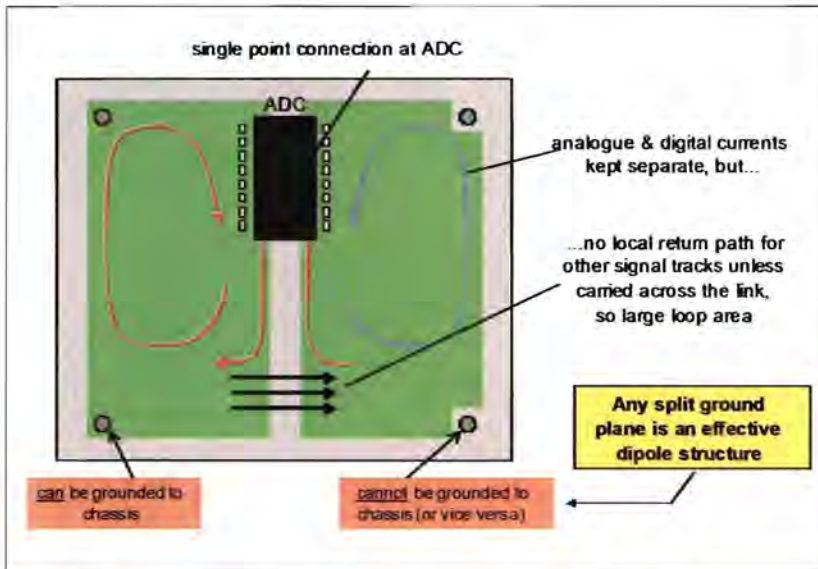 single point connection at ADC
ADC
analogue & digital currents
kept separate, but...
...no local return path for
other signal tracks unless
carried across the link,
so large loop area
Any split ground
plane is an effective
dipole structure
can be grounded to
chassis
cannot be grounded to
chassis (or vice versa)